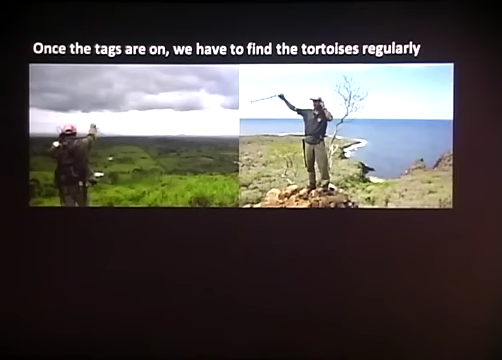 Once the tags are on, we have to find the tortoises regularly